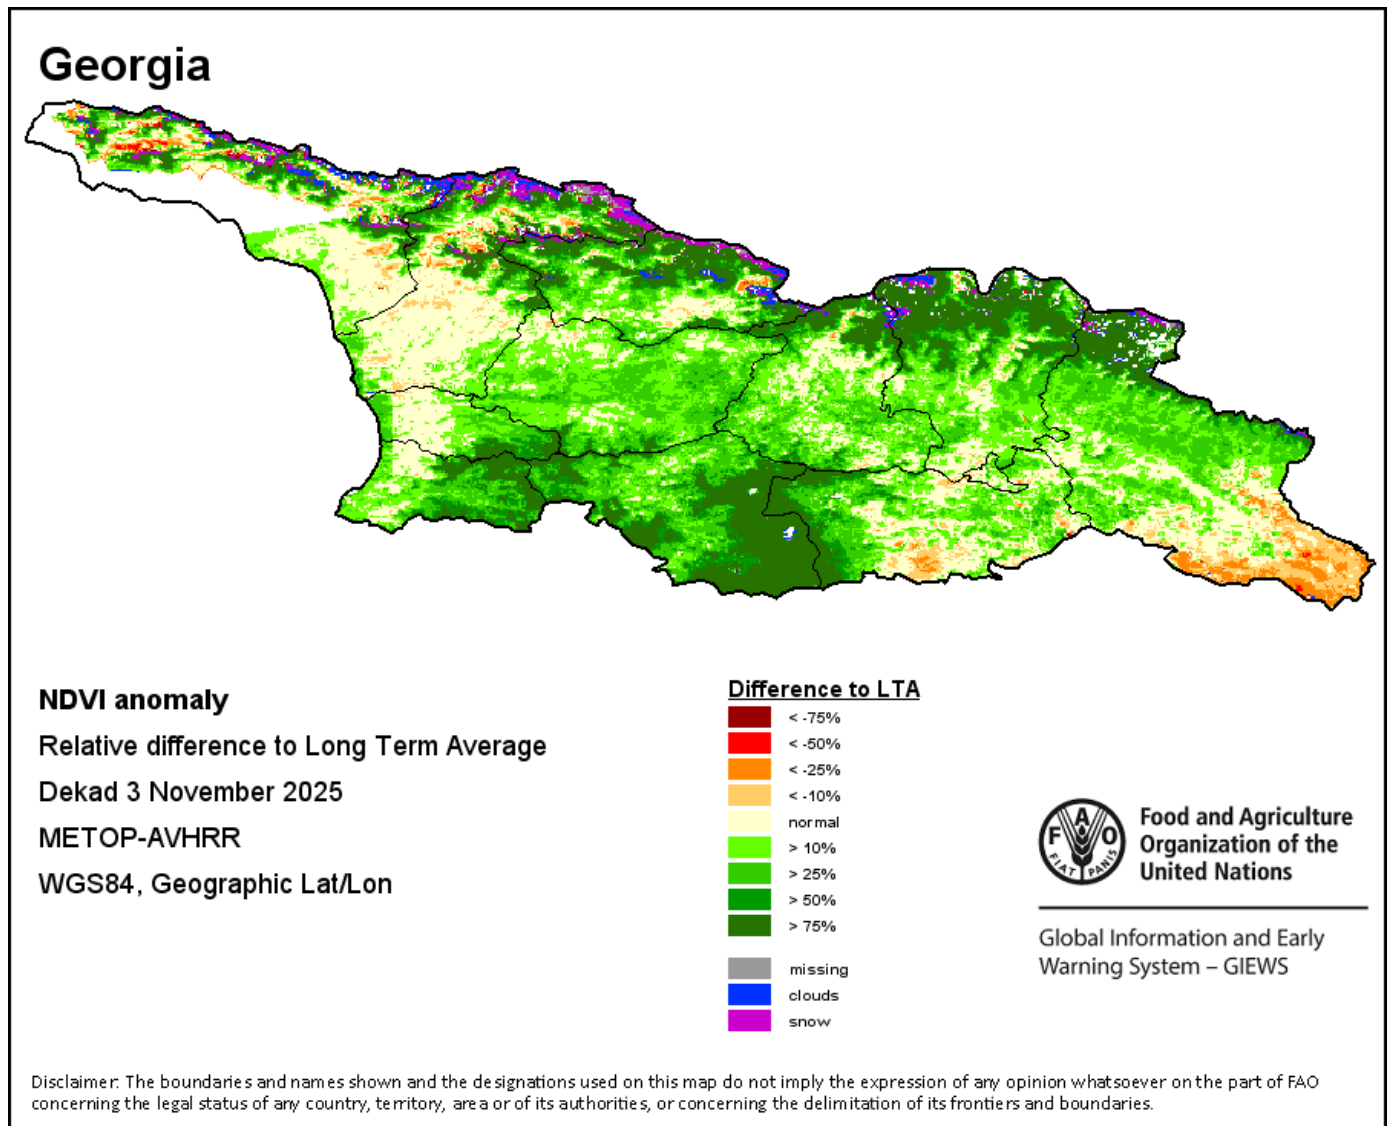 Georgia
NDVI anomaly
Relative difference to Long Term Average
Dekad 3 November 2025
METOP-AVHRR
WGS84, Geographic Lat/Lon
Difference to LTA
< -75%
< -50%
< -25%
< -10%
normal
> 10%
> 25%
> 50%
> 75%
missing
clouds
snow
F A O
FIAT PANIS
Food and Agriculture
Organization of the
United Nations
Global Information and Early
Warning System – GIEWS
Disclaimer: The boundaries and names shown and the designations used on this map do not imply the expression of any opinion whatsoever on the part of FAO
concerning the legal status of any country, territory, area or of its authorities, or concerning the delimitation of its frontiers and boundaries.